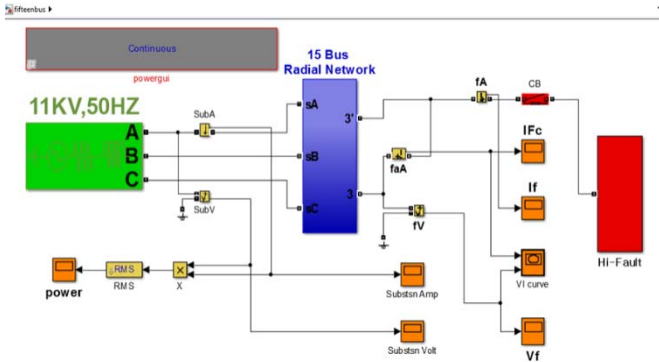 fifteenbus
Continuous
powergui
15 Bus
Radial Network
11KV,50HZ
A
B
C
SubA
SubV
sA
sB
sC
3'
3
fA
CB
faA
fV
IFc
If
VI curve
Vf
Hi-Fault
power
RMS
RMS
X
X
Substsn Amp
Substsn Volt